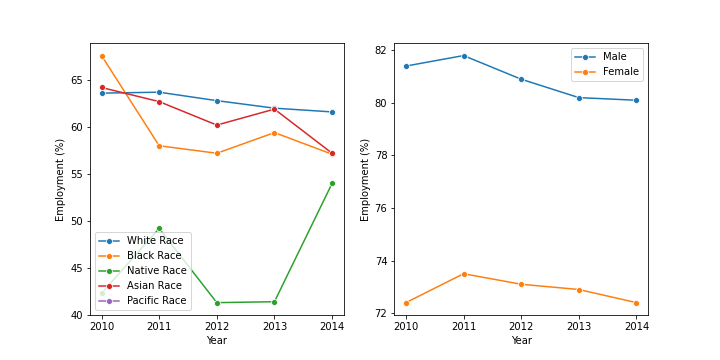 65
60
55
50
45
40
Employment (%)
White Race
Black Race
Native Race
Asian Race
Pacific Race
2010 2011 2012 2013 2014
Year
82
80
78
76
74
72
Employment (%)
Male
Female
2010 2011 2012 2013 2014
Year